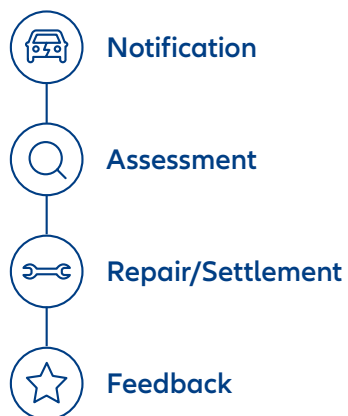 Notification
Assessment
Repair/Settlement
Feedback